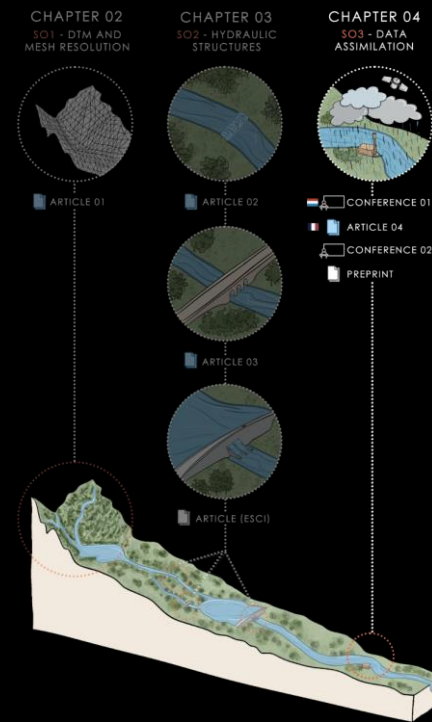 CHAPTER 02
SO1 - DTM AND
MESH RESOLUTION
ARTICLE 01
CHAPTER 03
SO2 - HYDRAULIC
STRUCTURES
ARTICLE 02
ARTICLE 03
ARTICLE (ESCI)
CHAPTER 04
SO3 - DATA
ASSIMILATION
CONFERENCE 01
ARTICLE 04
CONFERENCE 02
PREPRINT